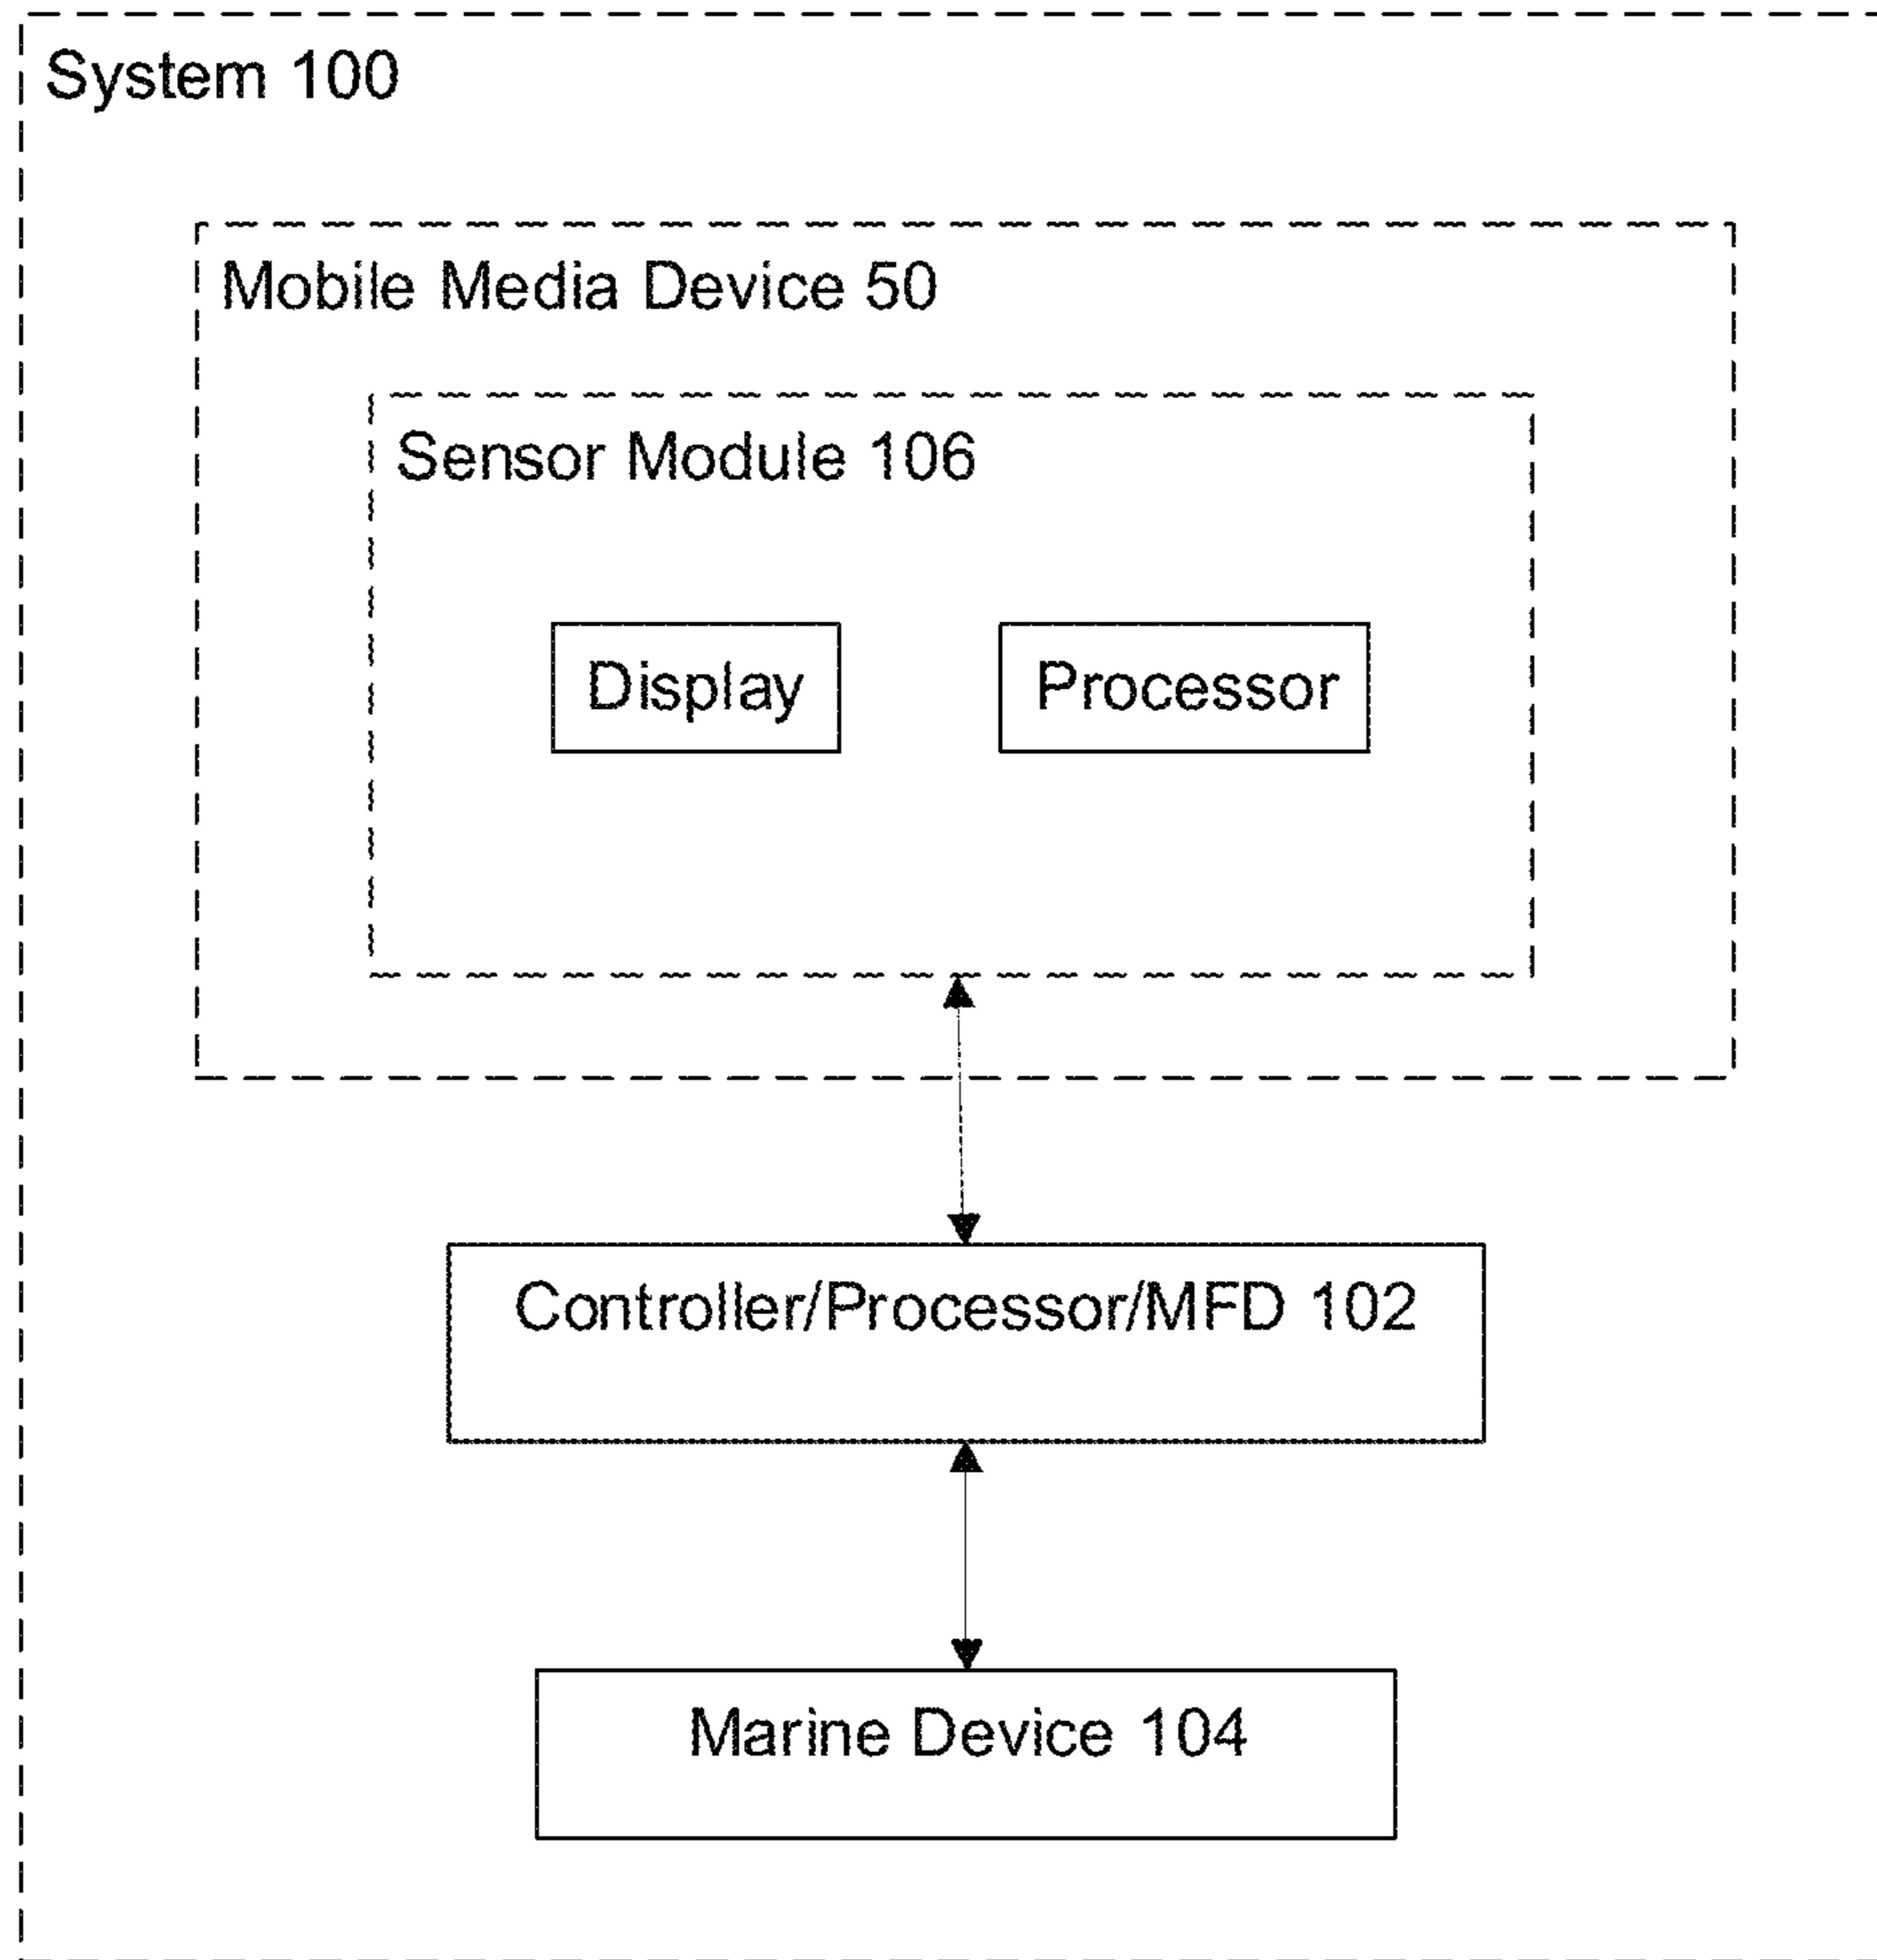 System 100
Mobile Media Device 50
Sensor Module 106
Display
Processor
Controller/Processor/MFD 102
Marine Device 104